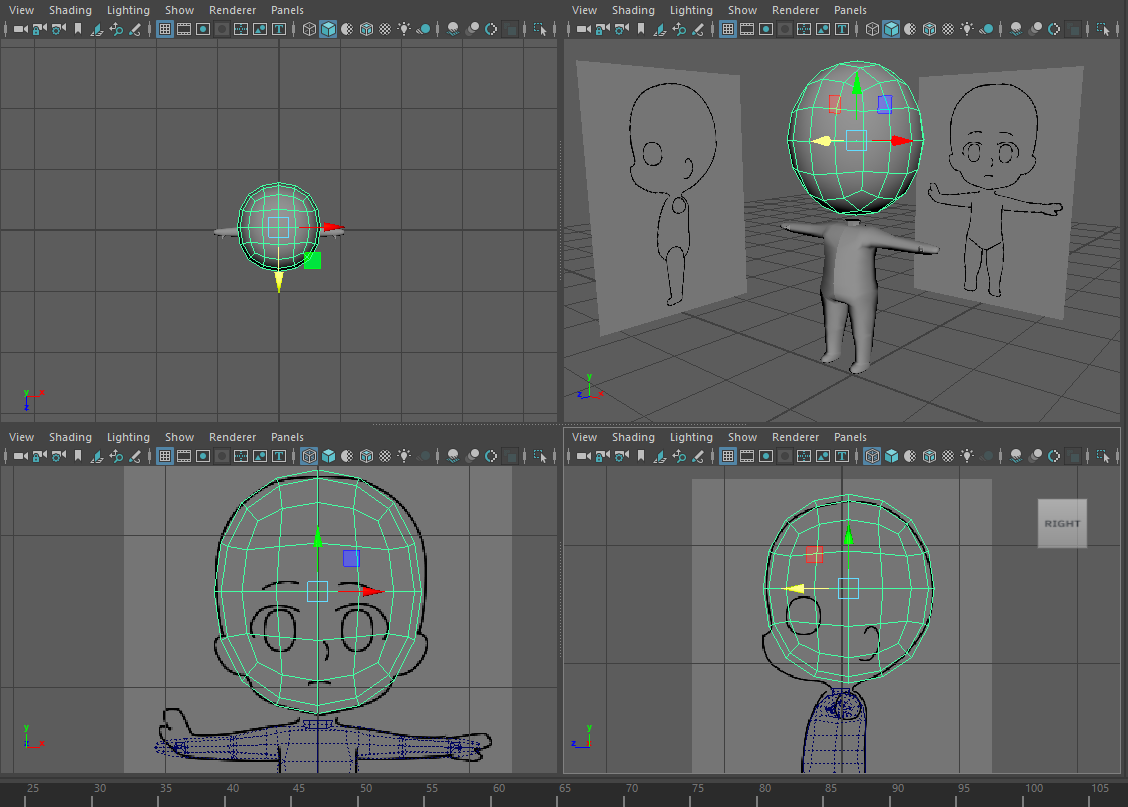 View Shading Lighting Show Renderer Panels
View Shading Lighting Show Renderer Panels
T
T
y x
z
y
z x
View Shading Lighting Show Renderer Panels
View Shading Lighting Show Renderer Panels
T
T
RIGHT
y
x
y
z
25 30 35 40 45 50 55 60 65 70 75 80 85 90 95 100 105